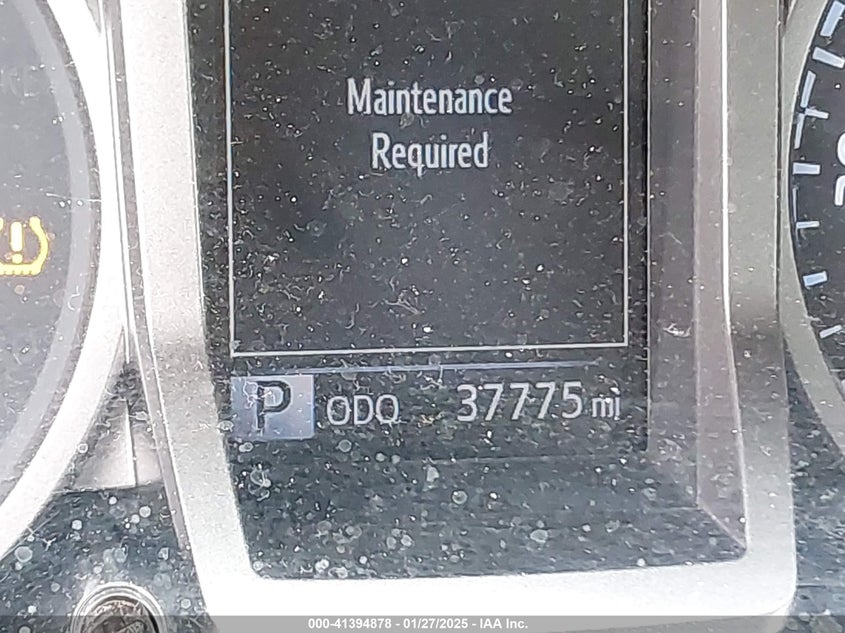 Maintenance
Required
P ODO 37775 mi
000-41394878 - 01/27/2025 - IAA Inc.